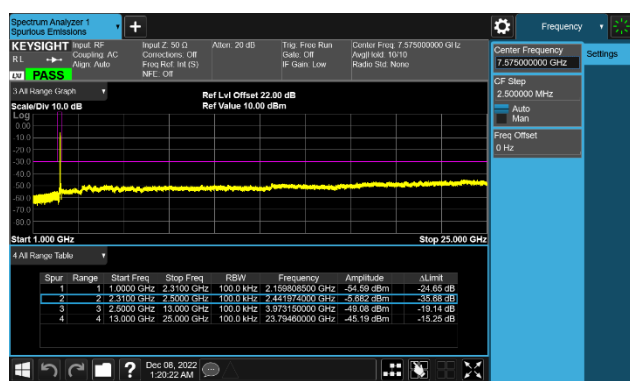 Spectrum Analyzer 1
Spurious Emissions
Frequency
KEYSIGHT Input: RF Input Z: 50 Ω Atten: 20 dB Trig: Free Run Center Freq: 7.575000000 GHz
R L Coupling: AC Corrections: Off Gate: Off Avg|Hold: 10/10
Align: Auto Freq Ref: Int (S) IF Gain: Low Radio Std: None
LXI PASS NFE: Off
Center Frequency
7.575000000 GHz
Settings
CF Step
2.500000 MHz
Auto
Man
Freq Offset
0 Hz
3 All Range Graph
Ref Lvl Offset 22.00 dB
Scale/Div 10.0 dB Ref Value 10.00 dBm
Log
0.00
-10.0
-20.0
-30.0
-40.0
-50.0
-60.0
-70.0
-80.0
Start 1.000 GHz Stop 25.000 GHz
4 All Range Table
Spur Range Start Freq Stop Freq RBW Frequency Amplitude ΔLimit
1 1 1.0000 GHz 2.3100 GHz 100.0 kHz 2.159808500 GHz -54.59 dBm -24.65 dB
2 2 2.3100 GHz 2.5000 GHz 100.0 kHz 2.441974000 GHz -5.682 dBm -35.68 dB
3 3 2.5000 GHz 13.000 GHz 100.0 kHz 3.973150000 GHz -49.08 dBm -19.14 dB
4 4 13.000 GHz 25.000 GHz 100.0 kHz 23.79460000 GHz -45.19 dBm -15.25 dB
? Dec 08, 2022
1:20:22 AM